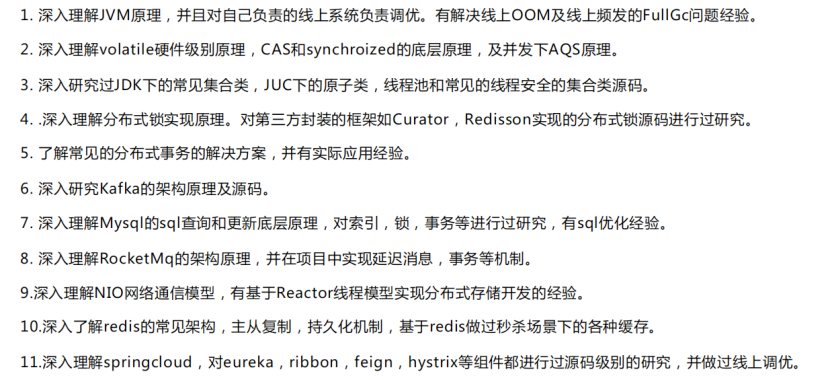 1. 深入理解JVM原理，并且对自己负责的线上系统负责调优。有解决线上OOM及线上频发的FullGc问题经验。
2. 深入理解volatile硬件级别原理，CAS和synchroized的底层原理，及并发下AQS原理。
3. 深入研究过JDK下的常见集合类，JUC下的原子类，线程池和常见的线程安全的集合类源码。
4. .深入理解分布式锁实现原理。对第三方封装的框架如Curator，Redisson实现的分布式锁源码进行过研究。
5. 了解常见的分布式事务的解决方案，并有实际应用经验。
6. 深入研究Kafka的架构原理及源码。
7. 深入理解Mysql的sql查询和更新底层原理，对索引，锁，事务等进行过研究，有sql优化经验。
8. 深入理解RocketMq的架构原理，并在项目中实现延迟消息，事务等机制。
9.深入理解NIO网络通信模型，有基于Reactor线程模型实现分布式存储开发的经验。
10.深入了解redis的常见架构，主从复制，持久化机制，基于redis做过秒杀场景下的各种缓存。
11.深入理解springcloud，对eureka，ribbon，feign，hystrix等组件都进行过源码级别的研究，并做过线上调优。